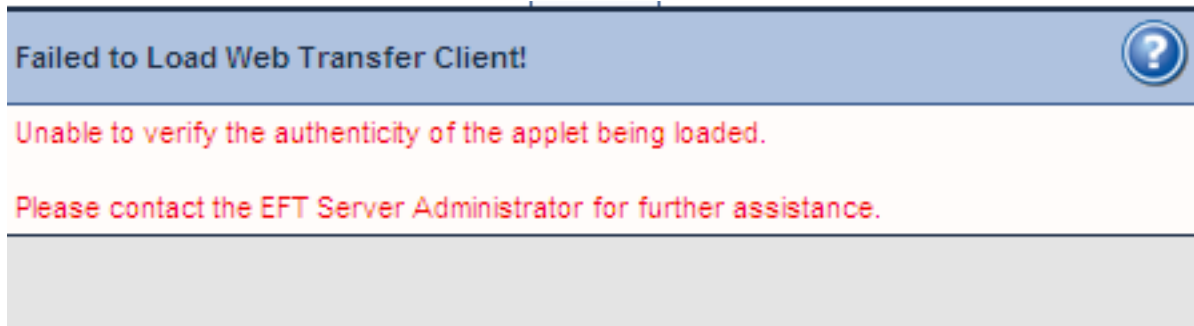 Failed to Load Web Transfer Client!
?
Unable to verify the authenticity of the applet being loaded.
Please contact the EFT Server Administrator for further assistance.